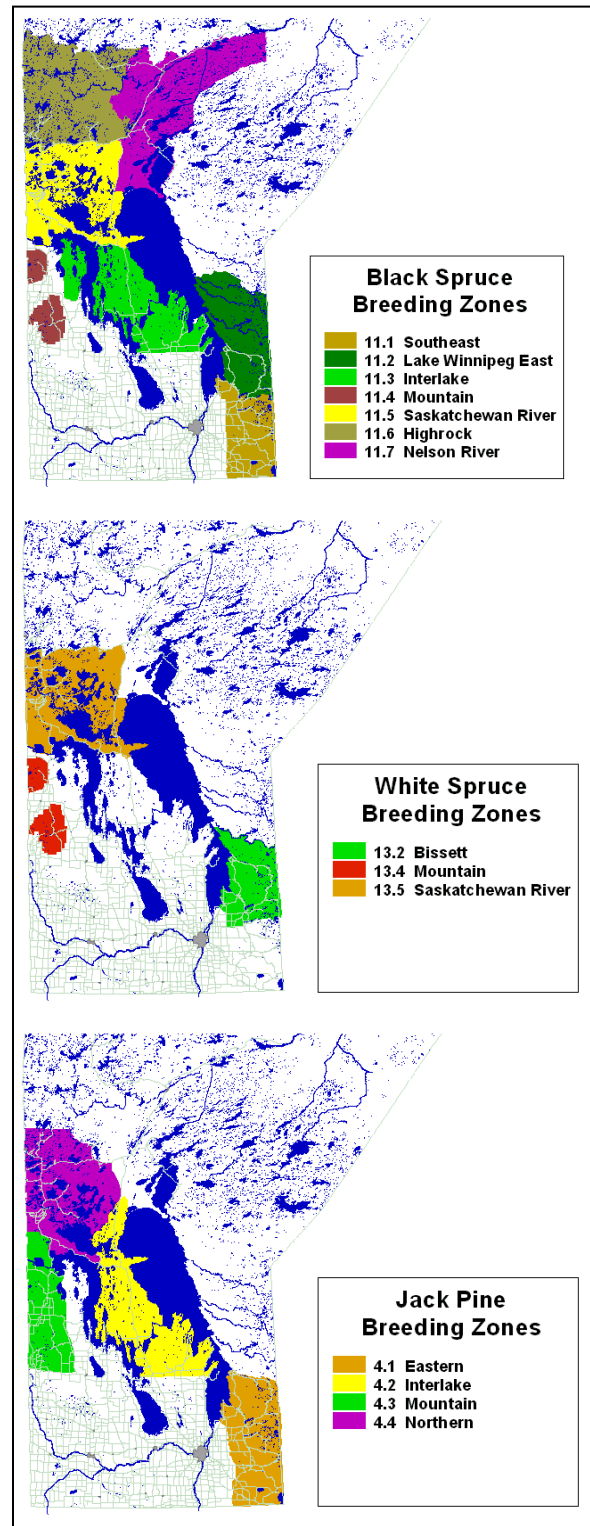 Black Spruce
Breeding Zones
11.1 Southeast
11.2 Lake Winnipeg East
11.3 Interlake
11.4 Mountain
11.5 Saskatchewan River
11.6 Highrock
11.7 Nelson River
White Spruce
Breeding Zones
13.2 Bissett
13.4 Mountain
13.5 Saskatchewan River
Jack Pine
Breeding Zones
4.1 Eastern
4.2 Interlake
4.3 Mountain
4.4 Northern